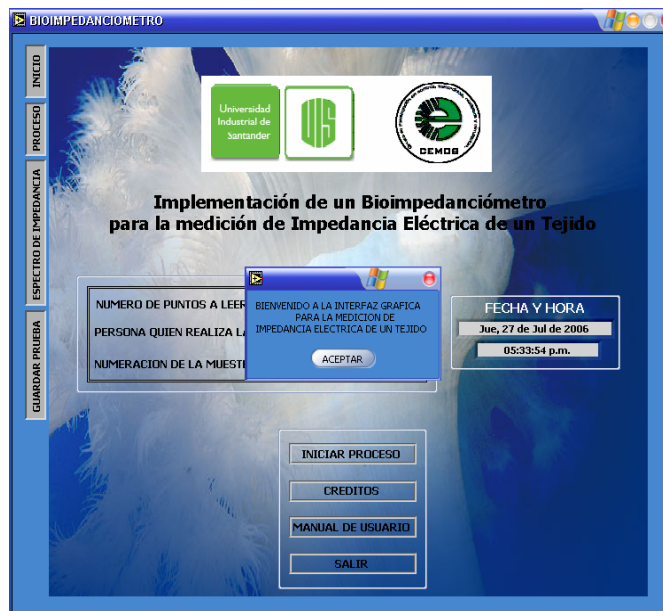 BIOIMPEDANCIOMETRO
INICIO
PROCESO
ESPECTRO DE IMPEDANCIA
GUARDAR PRUEBA
Universidad
Industrial de
Santander
UIS
CEMOS
Implementación de un Bioimpedanciómetro
para la medición de Impedancia Eléctrica de un Tejido
NUMERO DE PUNTOS A LEER
PERSONA QUIEN REALIZA
NUMERACION DE LA
BIENVENIDO A LA INTERFAZ GRAFICA
PARA LA MEDICION DE
IMPEDANCIA ELECTRICA DE UN TEJIDO
ACEPTAR
FECHA Y HORA
Jue, 27 de Jul de 2006
05:33:54 p.m.
INICIAR PROCESO
CREDITOS
MANUAL DE USUARIO
SALIR